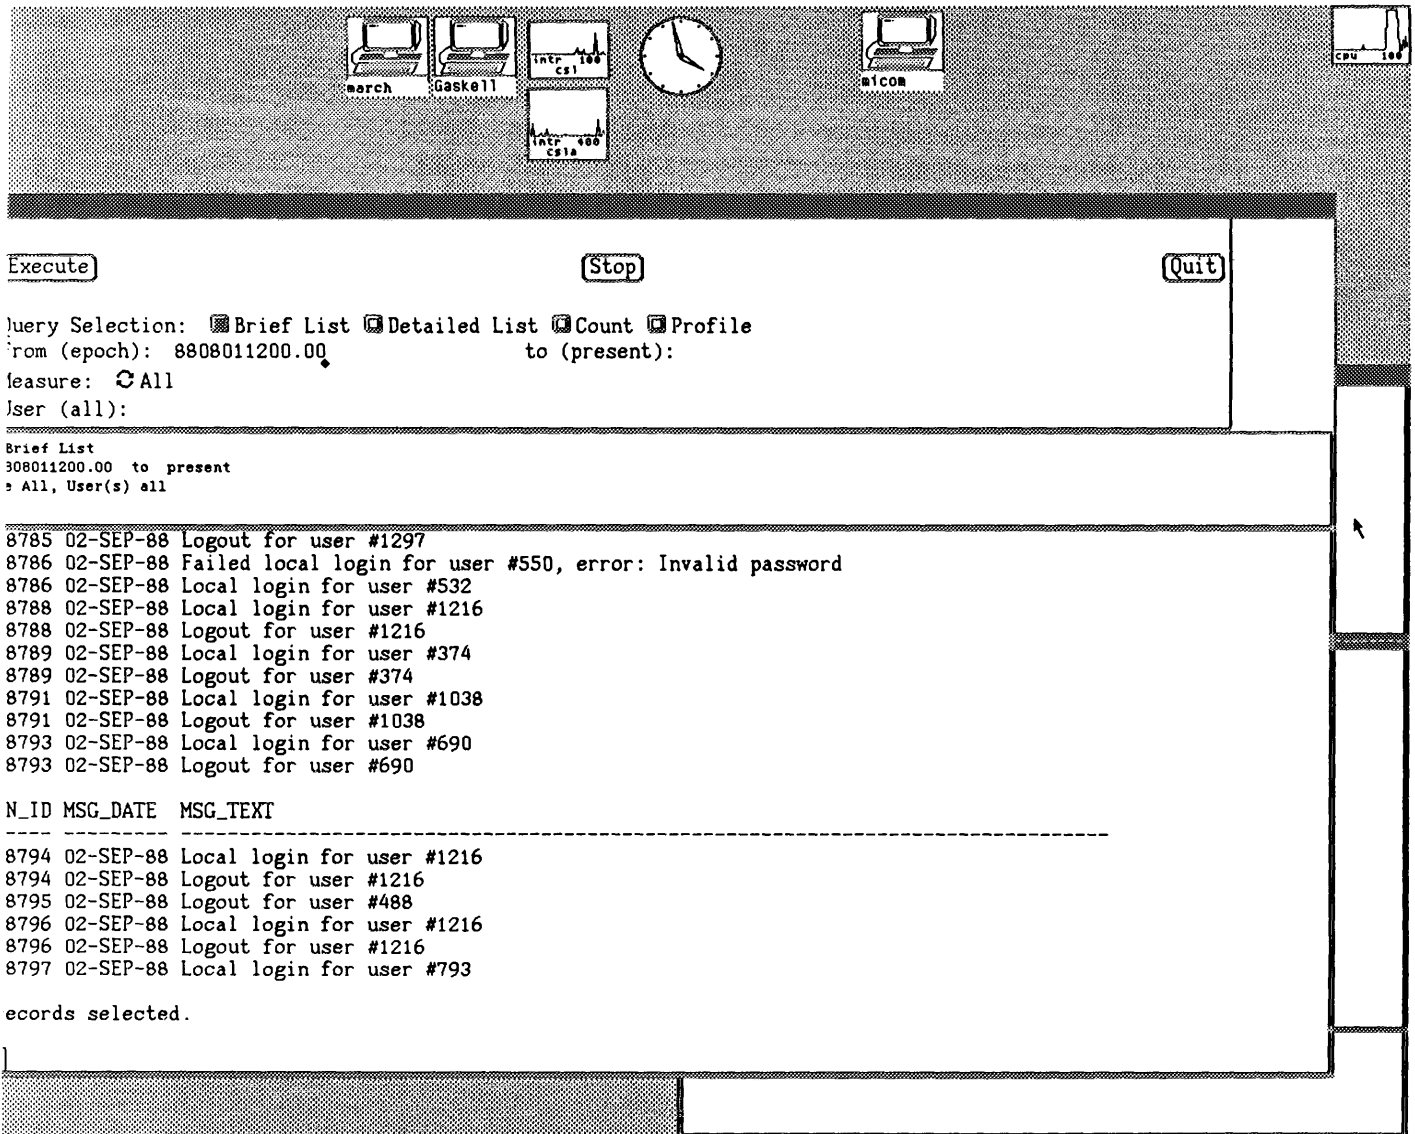 march Gaskell intr 100 micom cpu 100
csl
intr 400
csla
Execute Stop Quit
Query Selection: Brief List Detailed List Count Profile
From (epoch): 8808011200.00 to (present):
Measure: All
User (all):
Brief List
808011200.00 to present
e All, User(s) all
8785 02-SEP-88 Logout for user #1297
8786 02-SEP-88 Failed local login for user #550, error: Invalid password
8786 02-SEP-88 Local login for user #532
8788 02-SEP-88 Local login for user #1216
8788 02-SEP-88 Logout for user #1216
8789 02-SEP-88 Local login for user #374
8789 02-SEP-88 Logout for user #374
8791 02-SEP-88 Local login for user #1038
8791 02-SEP-88 Logout for user #1038
8793 02-SEP-88 Local login for user #690
8793 02-SEP-88 Logout for user #690
N_ID MSG_DATE MSG_TEXT
8794 02-SEP-88 Local login for user #1216
8794 02-SEP-88 Logout for user #1216
8795 02-SEP-88 Logout for user #488
8796 02-SEP-88 Local login for user #1216
8796 02-SEP-88 Logout for user #1216
8797 02-SEP-88 Local login for user #793
ecords selected.